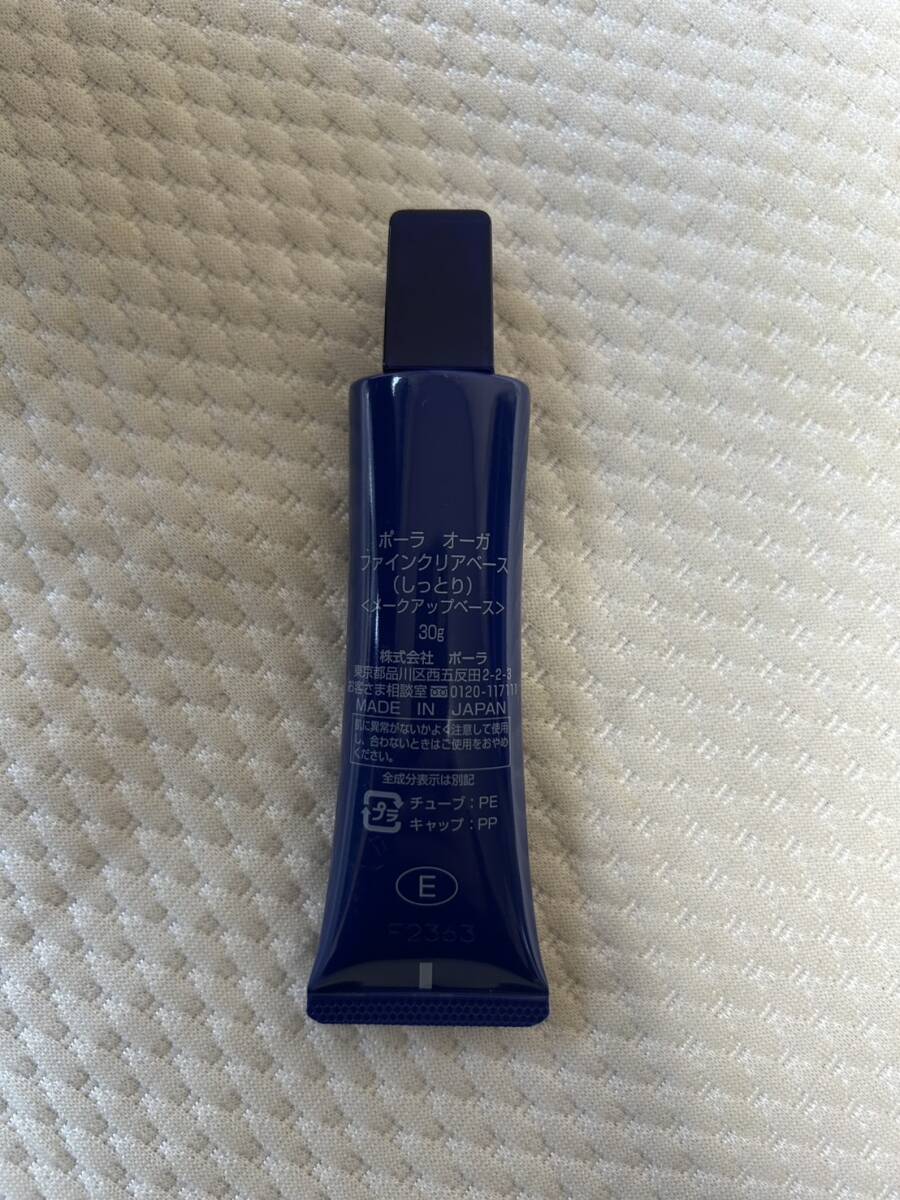 ポーラ オーガ
ファインクリアベース
（しっとり）
＜メークアップベース＞
30g
株式会社 ポーラ
東京都品川区西五反田2-2-3
お客さま相談室 0120-117111
MADE IN JAPAN
肌に異常がないかよく注意して使用
し、合わないときはご使用をおやめ
ください。
全成分表示は別記
プラ チューブ：PE
キャップ：PP
E
F2363